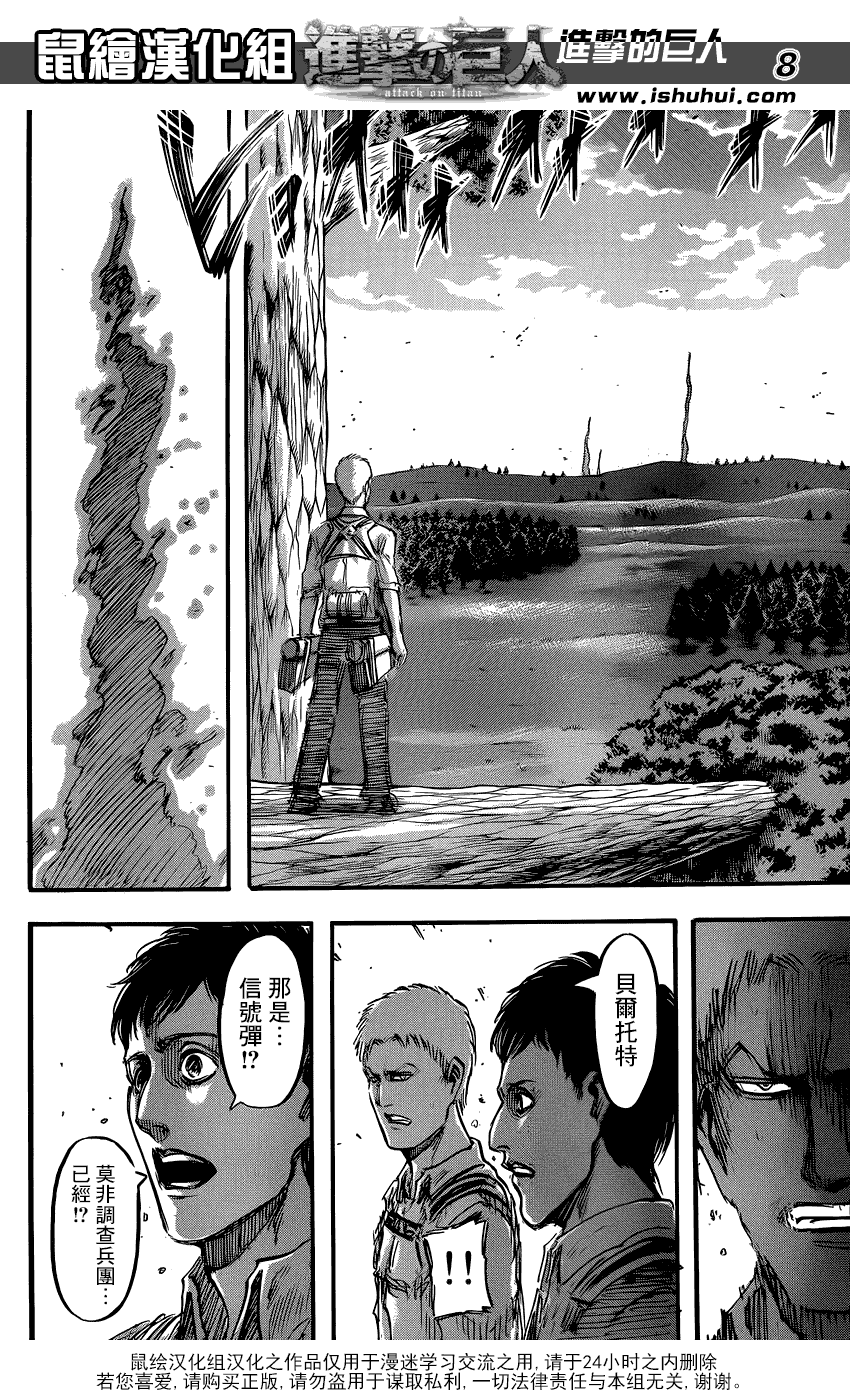 鼠繪漢化組
進撃の巨人
attack on titan
進擊的巨人
8
www.ishuhui.com
貝爾托特
!!
那是…
信號彈!?
莫非調查兵團…
已經!?
鼠绘汉化组汉化之作品仅用于漫迷学习交流之用, 请于24小时之内删除
若您喜爱, 请购买正版, 请勿盗用于谋取私利, 一切法律责任与本组无关, 谢谢。